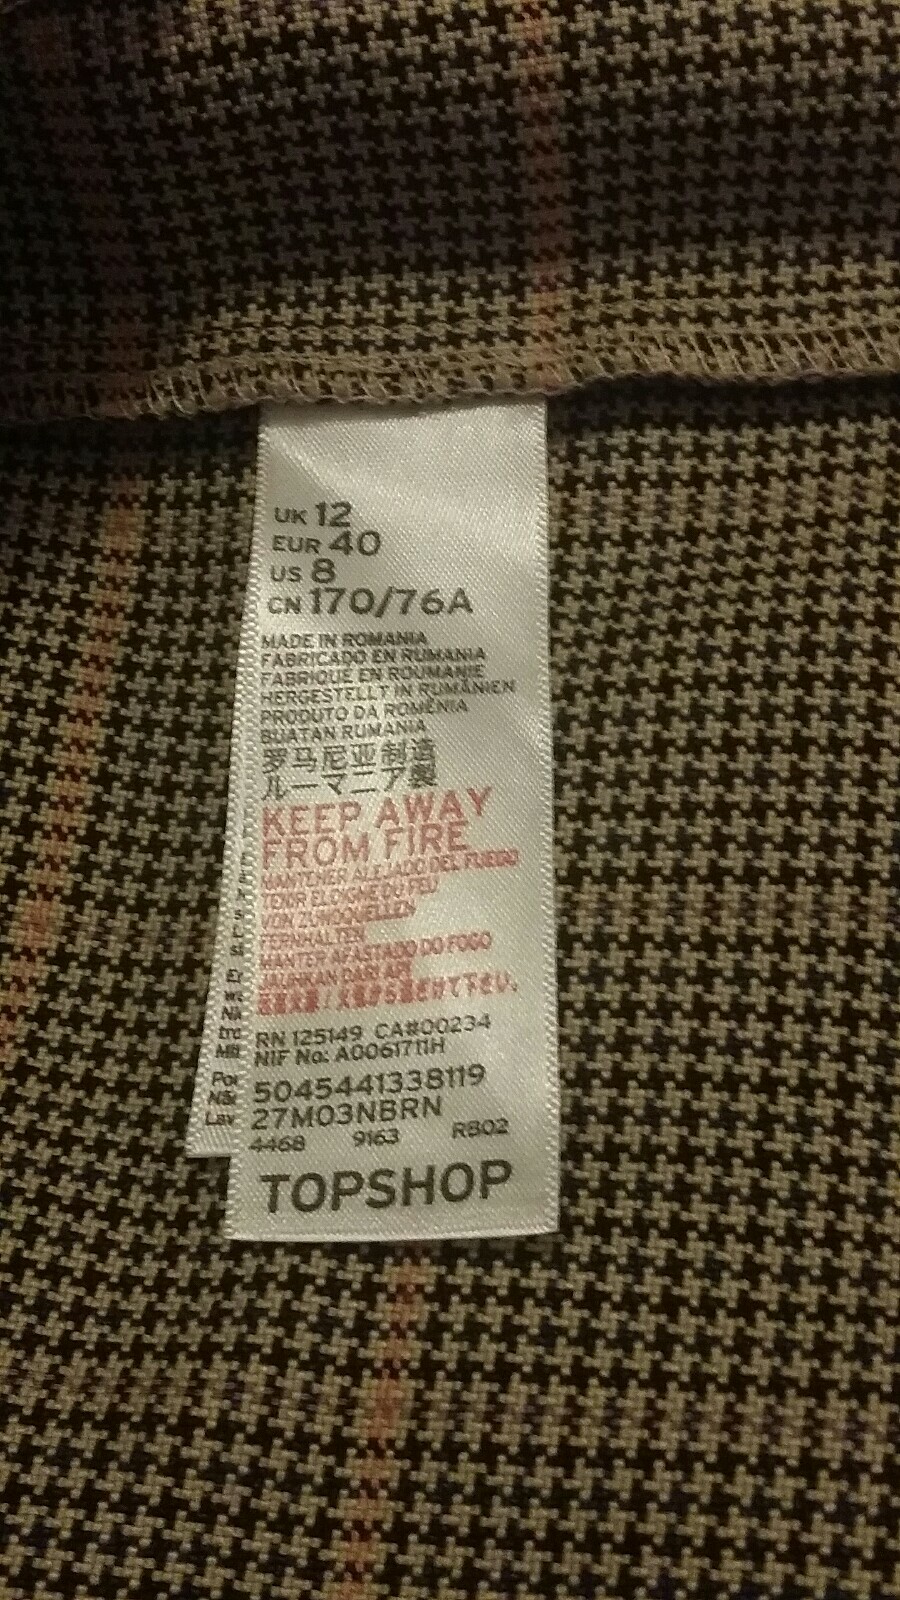 UK 12
EUR 40
US 8
CN 170/76A
MADE IN ROMANIA
FABRICADO EN RUMANIA
FABRIQUE EN ROUMANIE
HERGESTELLT IN RUMÄNIEN
PRODUTO DA ROMÊNIA
BUATAN RUMANIA
罗马尼亚制造
ルーマニア製
KEEP AWAY
FROM FIRE
MANTENER ALEJADO DEL FUEGO
TENIR ELOIGNE DU FEU
VON ZUNDQUELLEN
FERNHALTEN
MANTER AFASTADO DO FOGO
JAUHKAN DARI API
RN 125149 CA#00234
NIF No: A0061711H
5045441338119
27M03NBRN
4468 9163 RB02
TOPSHOP